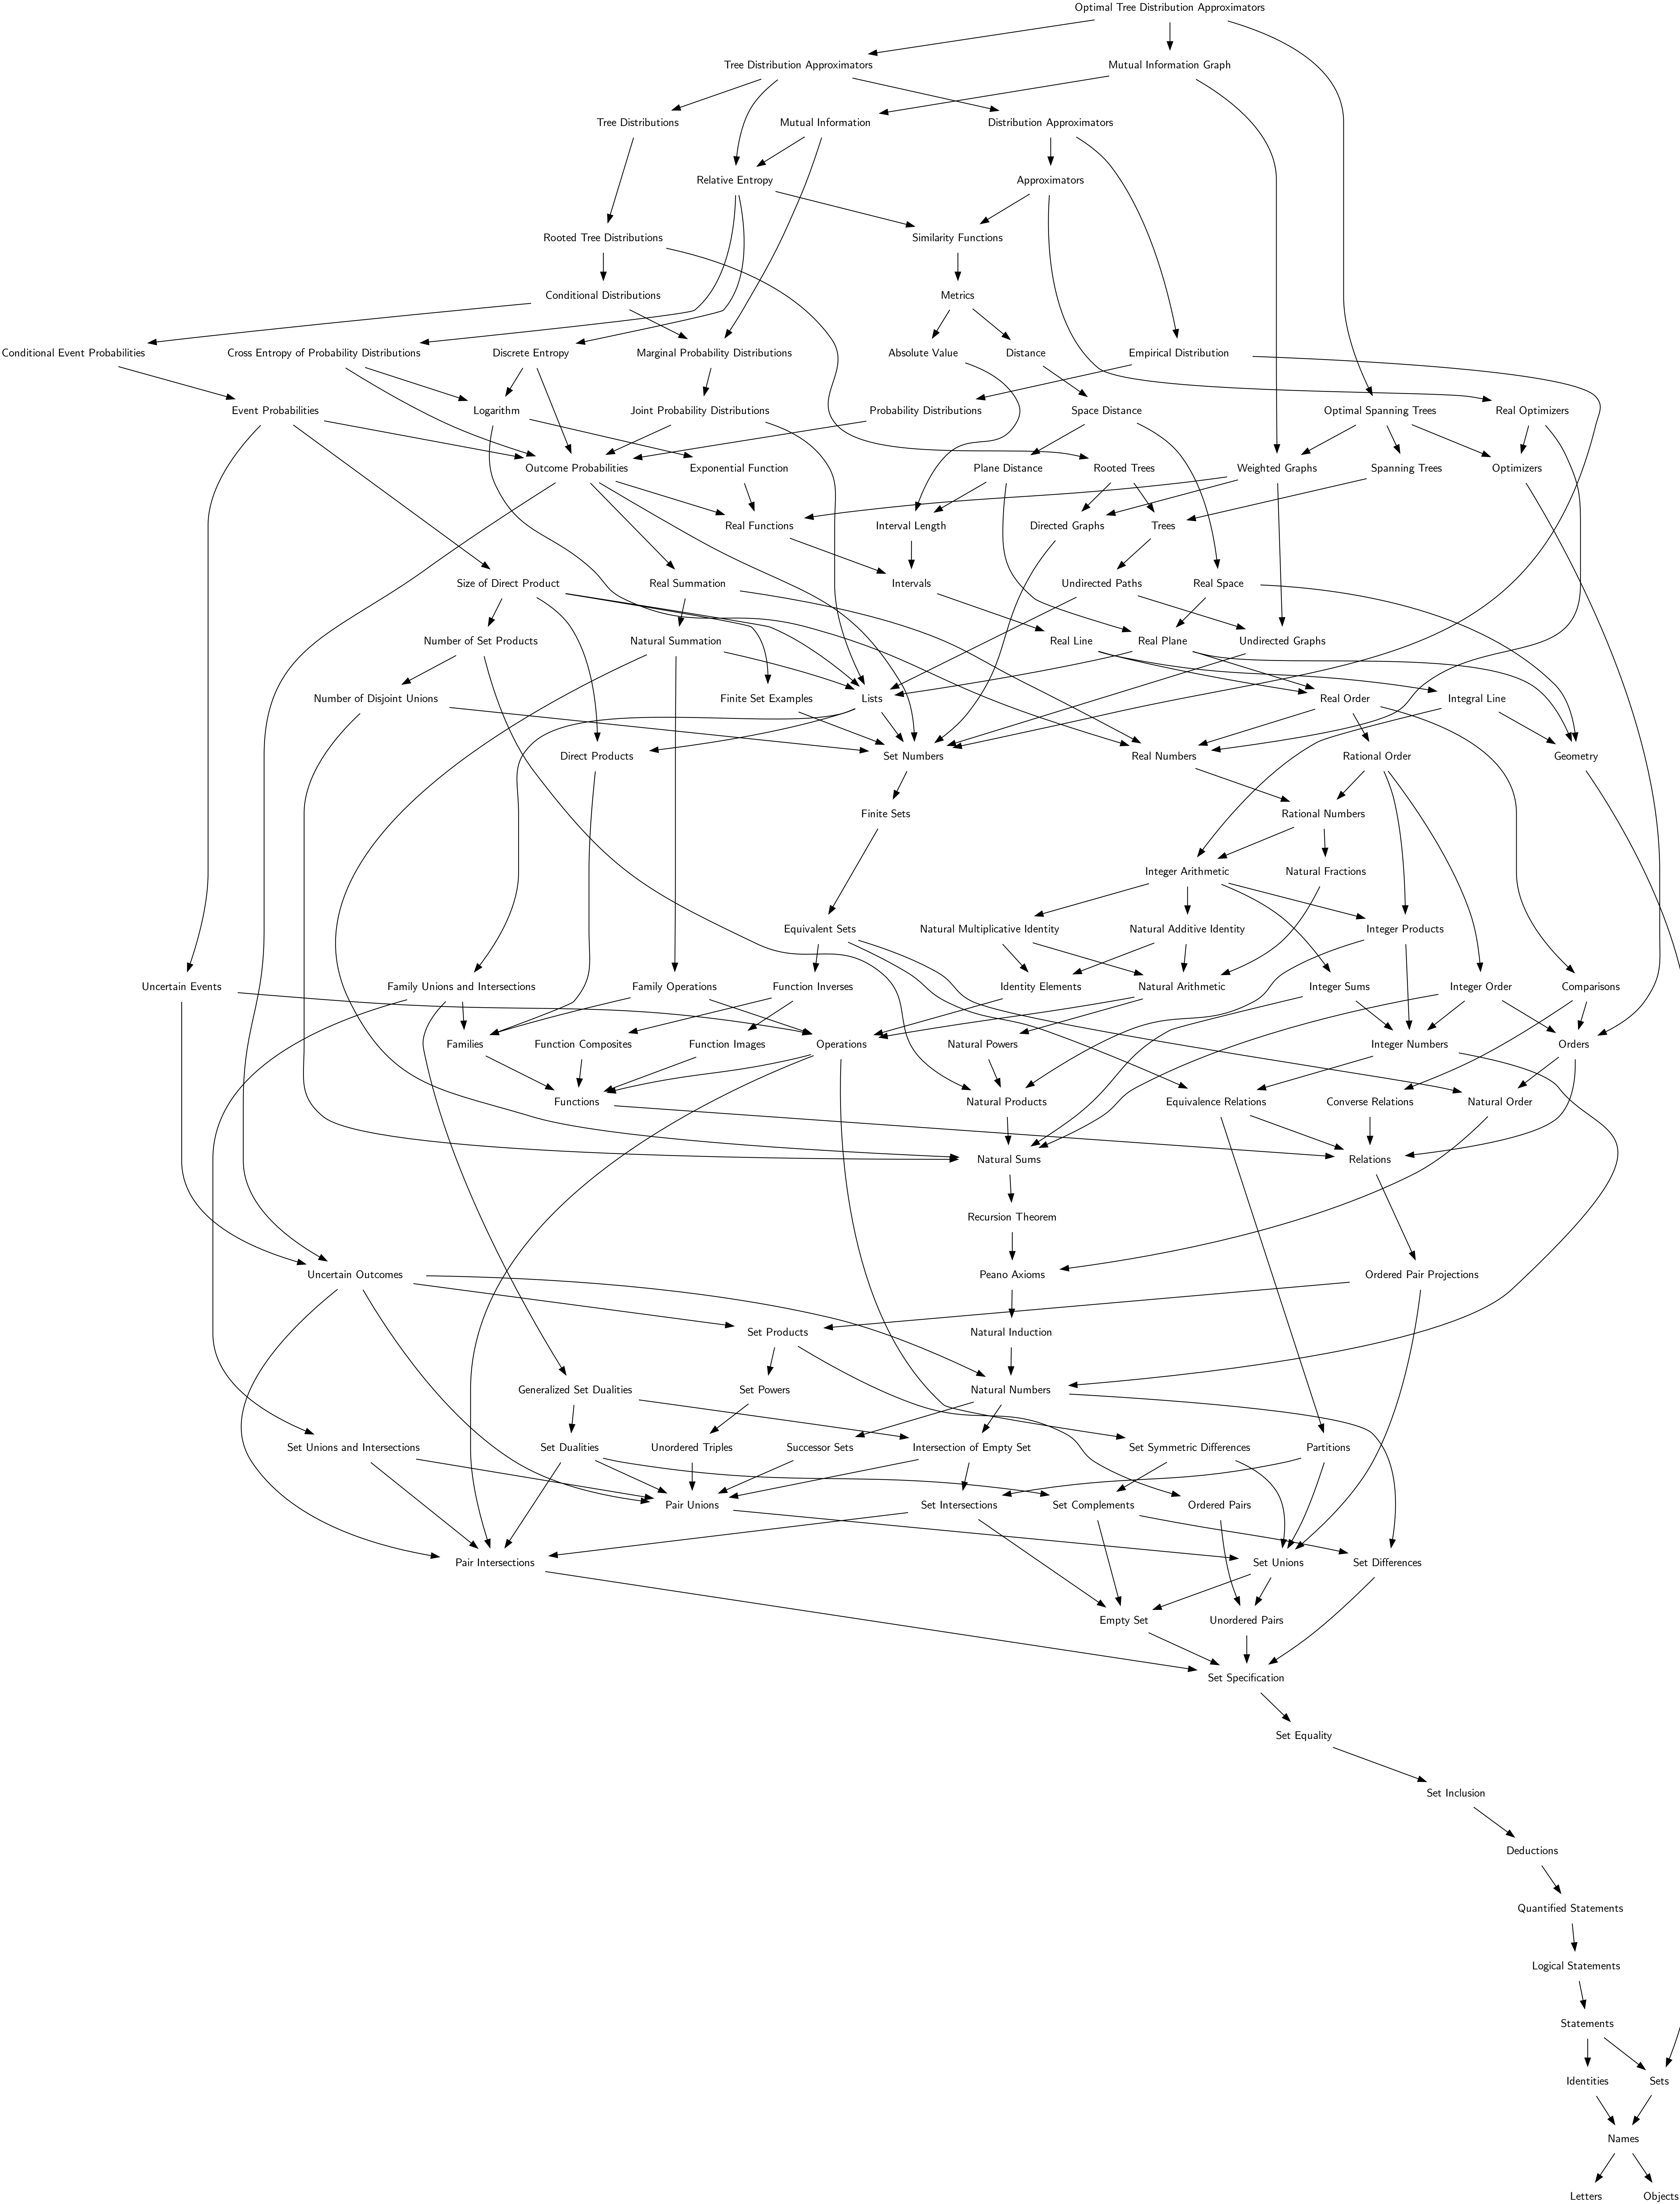 Optimal Tree Distribution Approximators
Tree Distribution Approximators
Mutual Information Graph
Tree Distributions
Mutual Information
Distribution Approximators
Relative Entropy
Approximators
Rooted Tree Distributions
Similarity Functions
Conditional Distributions
Metrics
Conditional Event Probabilities
Cross Entropy of Probability Distributions
Discrete Entropy
Marginal Probability Distributions
Absolute Value
Distance
Empirical Distribution
Event Probabilities
Logarithm
Joint Probability Distributions
Probability Distributions
Space Distance
Optimal Spanning Trees
Real Optimizers
Outcome Probabilities
Exponential Function
Plane Distance
Rooted Trees
Weighted Graphs
Spanning Trees
Optimizers
Real Functions
Interval Length
Directed Graphs
Trees
Size of Direct Product
Real Summation
Intervals
Undirected Paths
Real Space
Number of Set Products
Natural Summation
Real Line
Real Plane
Undirected Graphs
Number of Disjoint Unions
Finite Set Examples
Lists
Real Order
Integral Line
Direct Products
Set Numbers
Real Numbers
Rational Order
Geometry
Finite Sets
Rational Numbers
Integer Arithmetic
Natural Fractions
Equivalent Sets
Natural Multiplicative Identity
Natural Additive Identity
Integer Products
Uncertain Events
Family Unions and Intersections
Family Operations
Function Inverses
Identity Elements
Natural Arithmetic
Integer Sums
Integer Order
Comparisons
Families
Function Composites
Function Images
Operations
Natural Powers
Integer Numbers
Orders
Functions
Natural Products
Equivalence Relations
Converse Relations
Natural Order
Natural Sums
Relations
Recursion Theorem
Uncertain Outcomes
Peano Axioms
Ordered Pair Projections
Set Products
Natural Induction
Generalized Set Dualities
Set Powers
Natural Numbers
Set Unions and Intersections
Set Dualities
Unordered Triples
Successor Sets
Intersection of Empty Set
Set Symmetric Differences
Partitions
Pair Unions
Set Intersections
Set Complements
Ordered Pairs
Pair Intersections
Set Unions
Set Differences
Empty Set
Unordered Pairs
Set Specification
Set Equality
Set Inclusion
Deductions
Quantified Statements
Logical Statements
Statements
Identities
Sets
Names
Letters
Objects